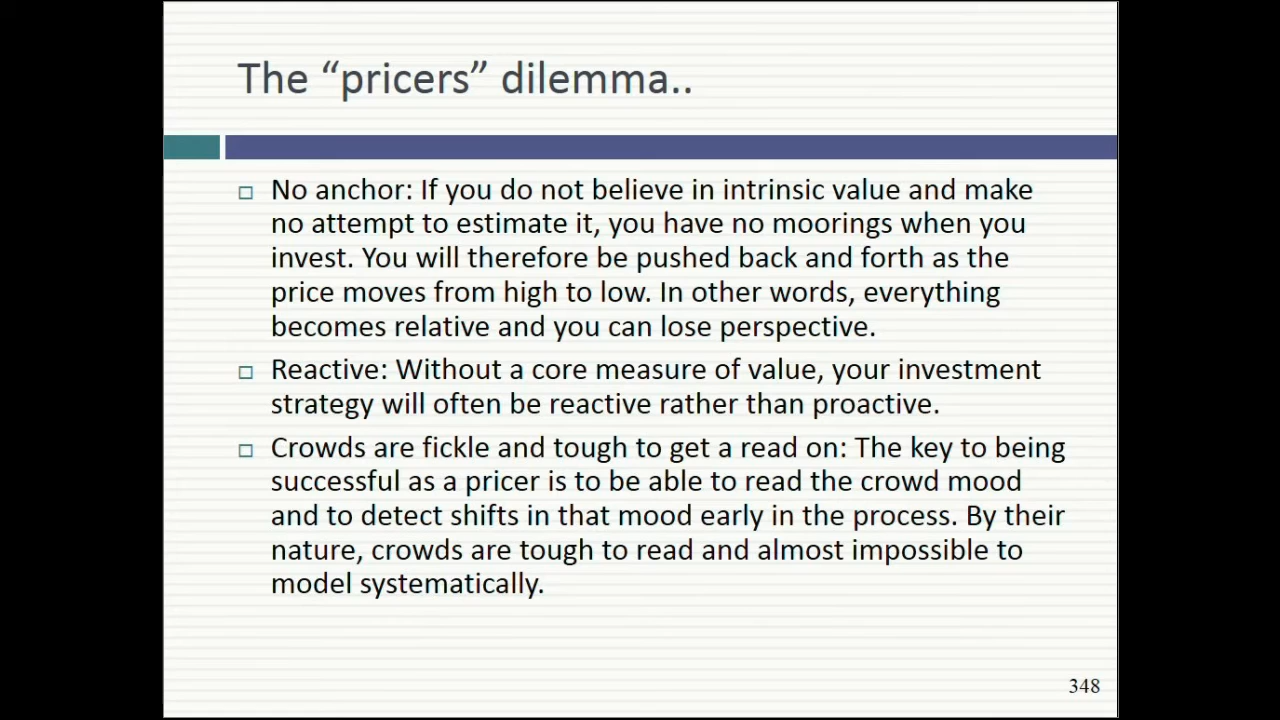 The “pricers” dilemma..
No anchor: If you do not believe in intrinsic value and make
no attempt to estimate it, you have no moorings when you
invest. You will therefore be pushed back and forth as the
price moves from high to low. In other words, everything
becomes relative and you can lose perspective.
Reactive: Without a core measure of value, your investment
strategy will often be reactive rather than proactive.
Crowds are fickle and tough to get a read on: The key to being
successful as a pricer is to be able to read the crowd mood
and to detect shifts in that mood early in the process. By their
nature, crowds are tough to read and almost impossible to
model systematically.
348